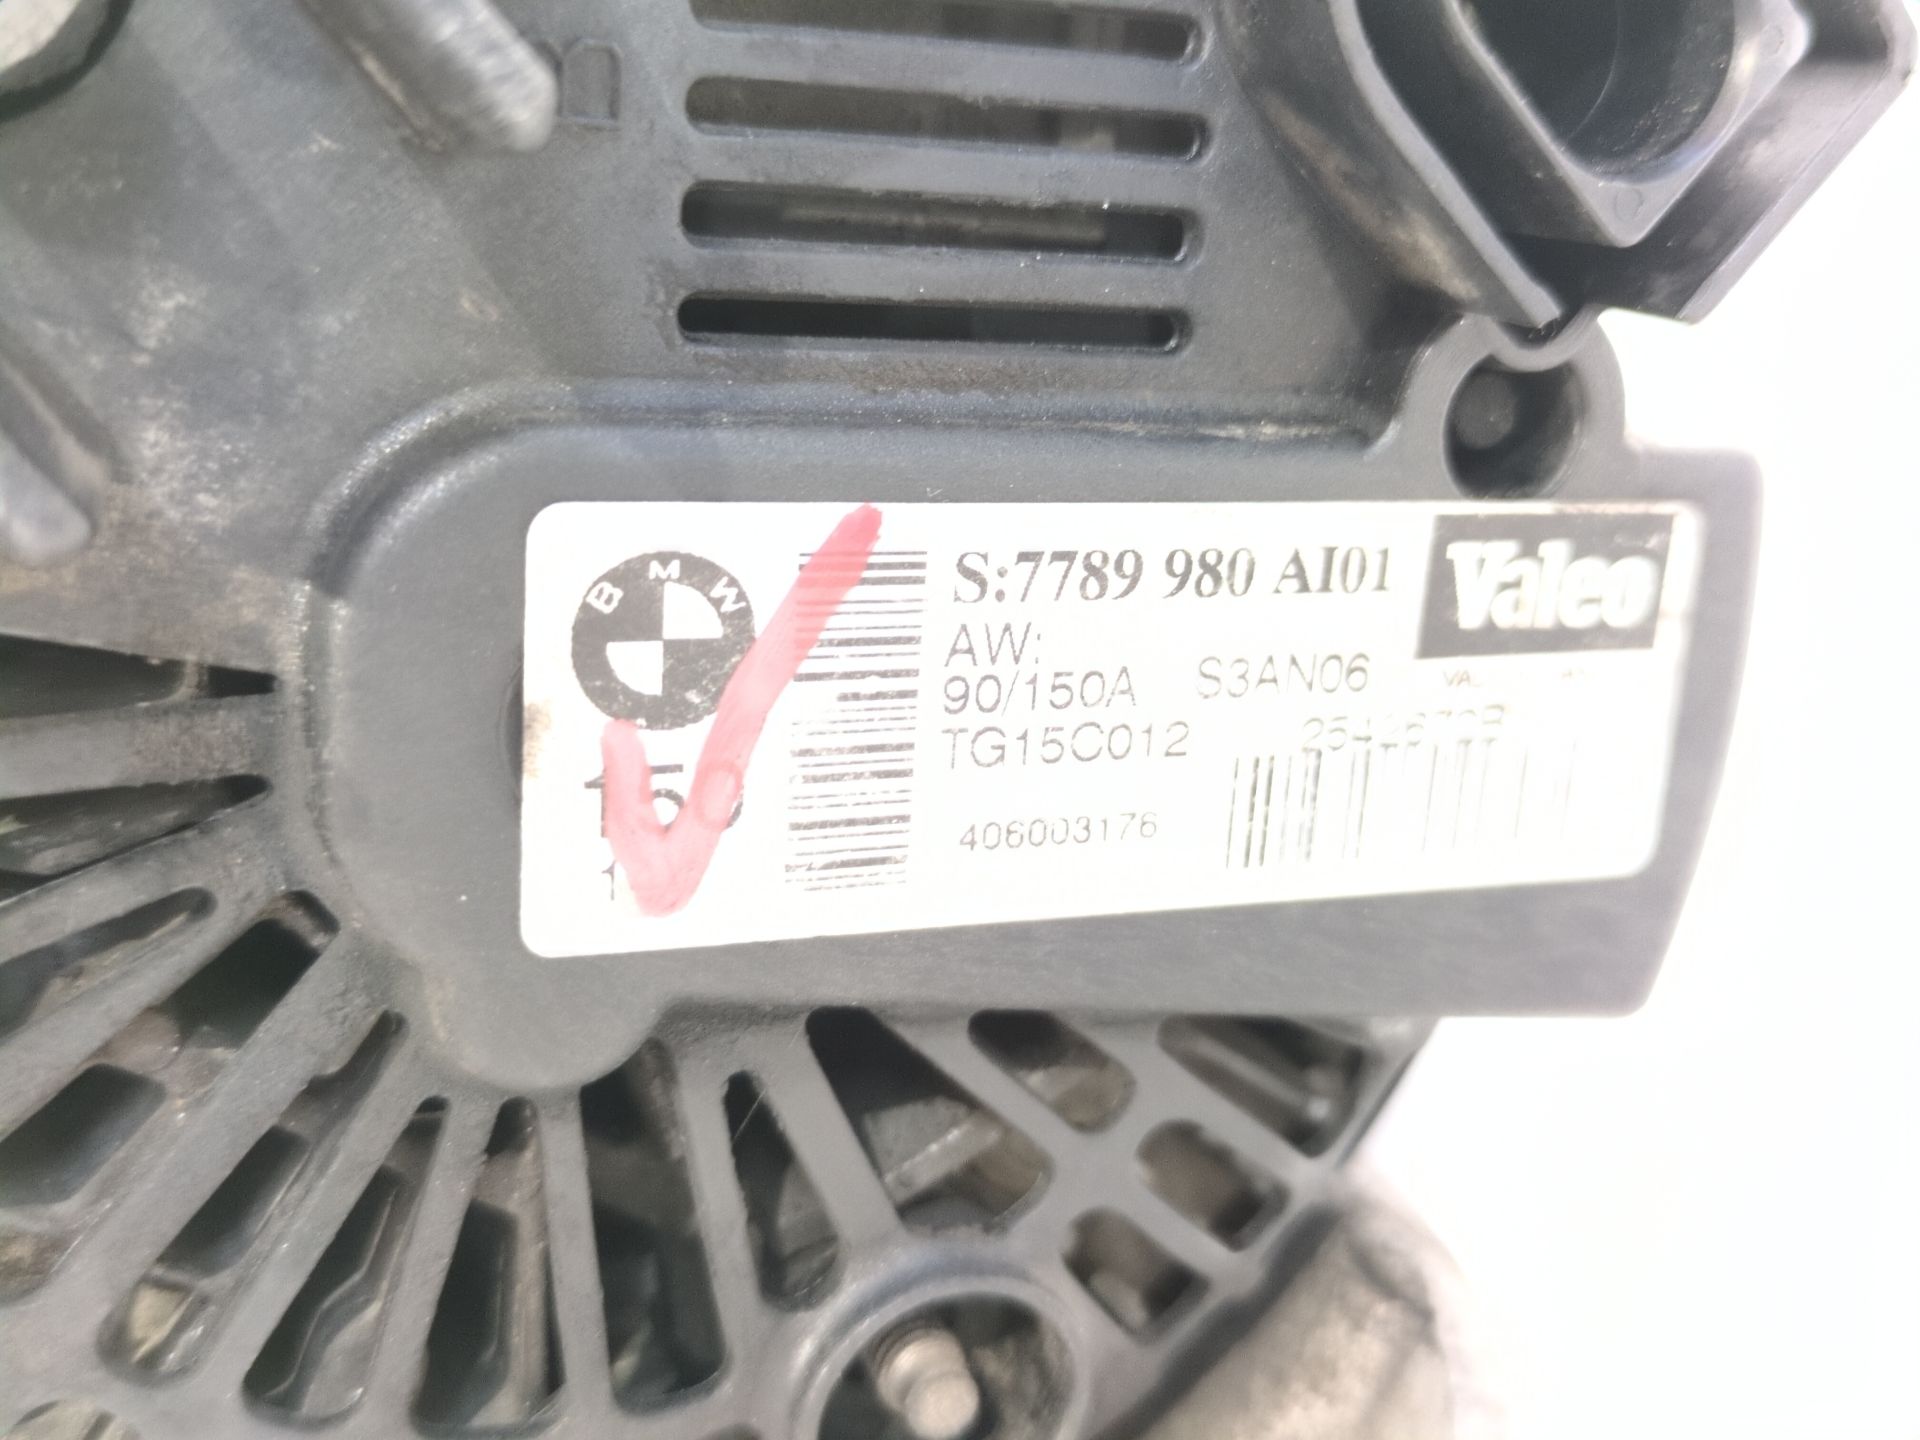 B M W
S:7789 980 AI01
Valeo
AW:
90/150A S3AN06
TG15C012
406003176